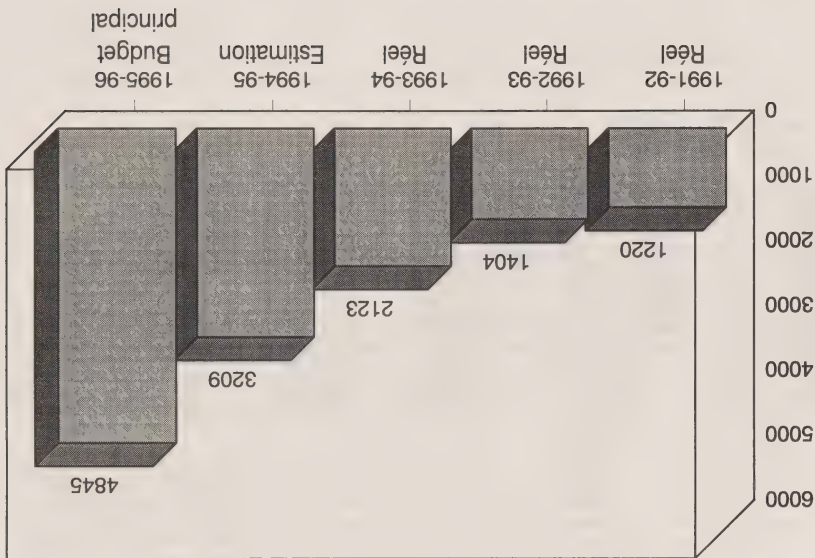 6000
5000
4000
3000
2000
1000
0
1220
1404
2123
3209
4845
1991-92
Réel
1992-93
Réel
1993-94
Réel
1994-95
Estimation
1995-96
Budget
principal